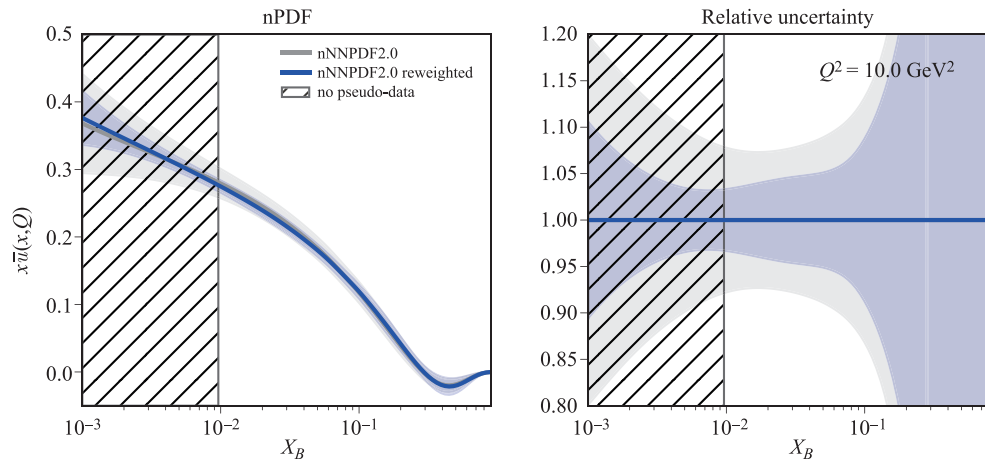 nPDF
nNNPDF2.0
nNNPDF2.0 reweighted
no pseudo-data
0.5
0.4
0.3
0.2
0.1
0.0
xū(x,Q)
10⁻³
10⁻²
10⁻¹
X_B
Relative uncertainty
Q² = 10.0 GeV²
1.20
1.15
1.10
1.05
1.00
0.95
0.90
0.85
0.80
10⁻³
10⁻²
10⁻¹
X_B